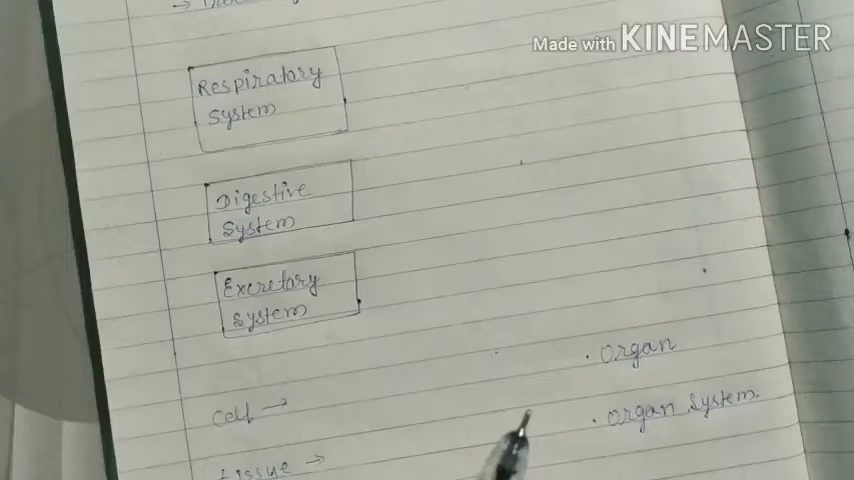 Made with KINEMASTER
Respiratory
System
Digestive
System
Excretary
System
• Organ
Cell →
• Organ System.
tissue →